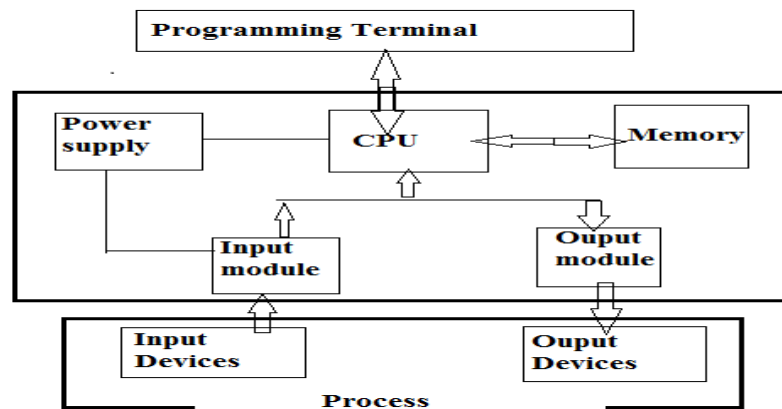 Programming Terminal
Power
supply
CPU
Memory
Input
module
Ouput
module
Input
Devices
Ouput
Devices
Process